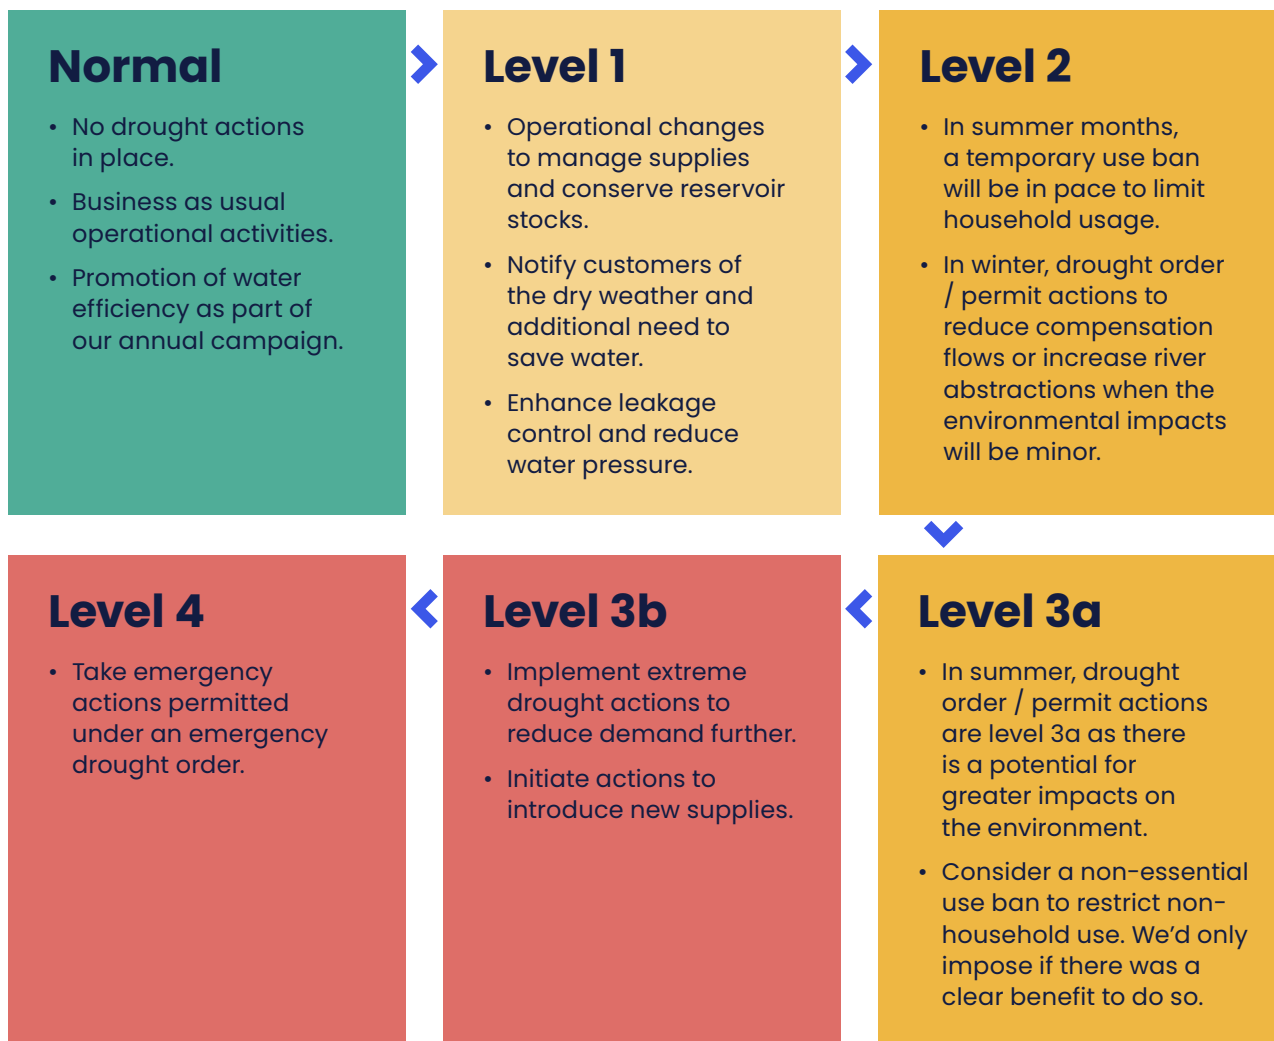 Normal
• No drought actions
in place.
• Business as usual
operational activities.
• Promotion of water
efficiency as part of
our annual campaign.
Level 1
• Operational changes
to manage supplies
and conserve reservoir
stocks.
• Notify customers of
the dry weather and
additional need to
save water.
• Enhance leakage
control and reduce
water pressure.
Level 2
• In summer months,
a temporary use ban
will be in pace to limit
household usage.
• In winter, drought order
/ permit actions to
reduce compensation
flows or increase river
abstractions when the
environmental impacts
will be minor.
Level 3a
• In summer, drought
order / permit actions
are level 3a as there
is a potential for
greater impacts on
the environment.
• Consider a non-essential
use ban to restrict non-
household use. We’d only
impose if there was a
clear benefit to do so.
Level 3b
• Implement extreme
drought actions to
reduce demand further.
• Initiate actions to
introduce new supplies.
Level 4
• Take emergency
actions permitted
under an emergency
drought order.